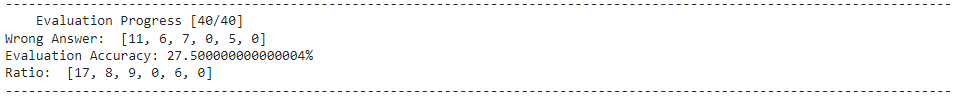 Evaluation Progress [40/40]
Wrong Answer:  [11, 6, 7, 0, 5, 0]
Evaluation Accuracy: 27.500000000000004%
Ratio:  [17, 8, 9, 0, 6, 0]